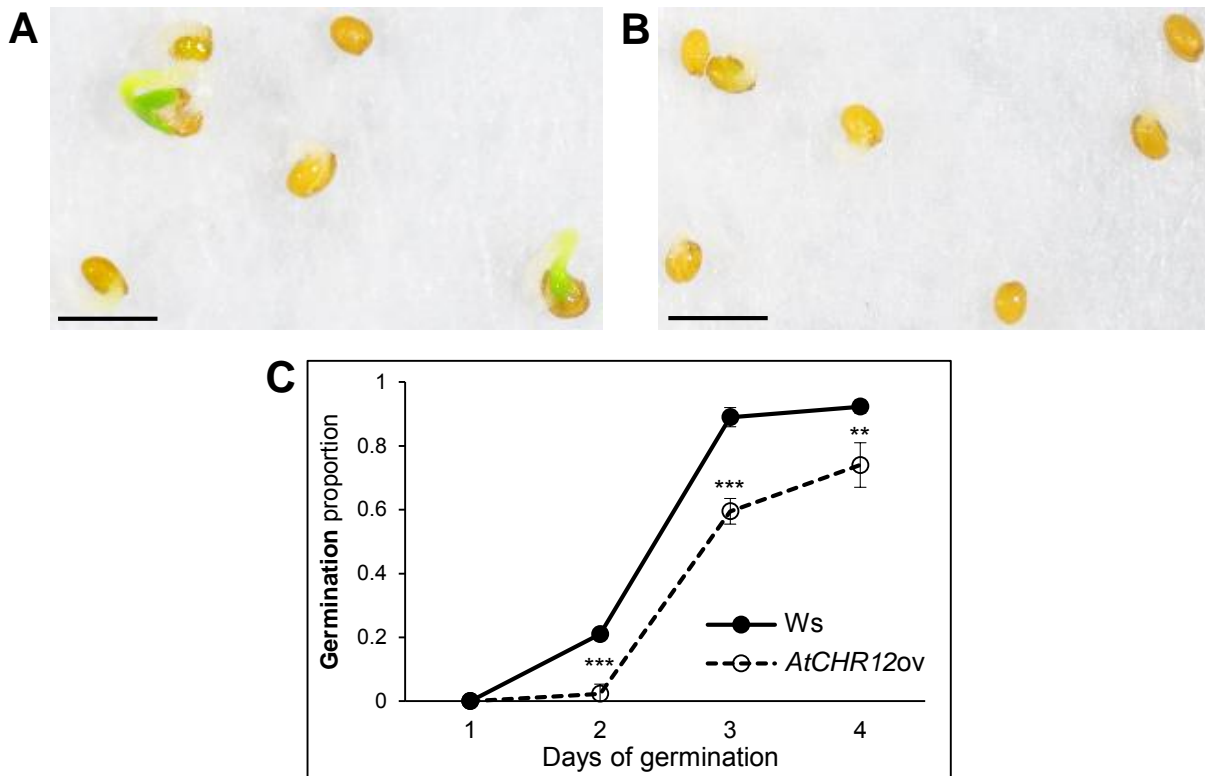 A
B
C
1
0.8
0.6
0.4
0.2
0
Germination proportion
***
***
**
Ws
AtCHR12ov
1 2 3 4
Days of germination